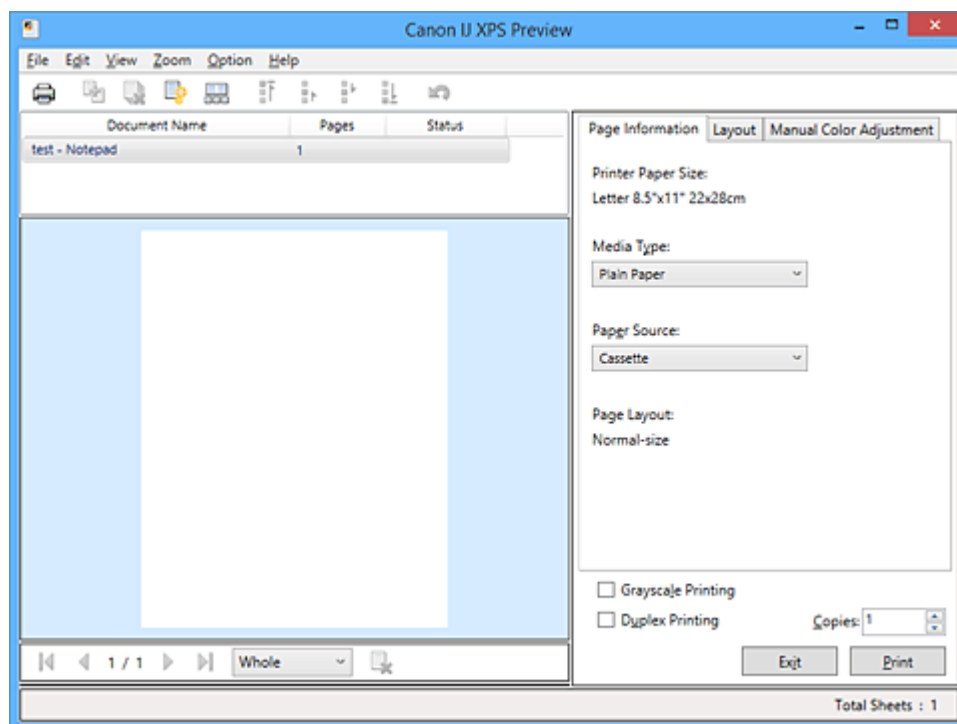 Canon IJ XPS Preview
File Edit View Zoom Option Help
Document Name Pages Status
test - Notepad 1
Page Information Layout Manual Color Adjustment
Printer Paper Size:
Letter 8.5"x11" 22x28cm
Media Type:
Plain Paper
Paper Source:
Cassette
Page Layout:
Normal-size
Grayscale Printing
Duplex Printing Copies: 1
1 / 1 Whole
Exit Print
Total Sheets : 1